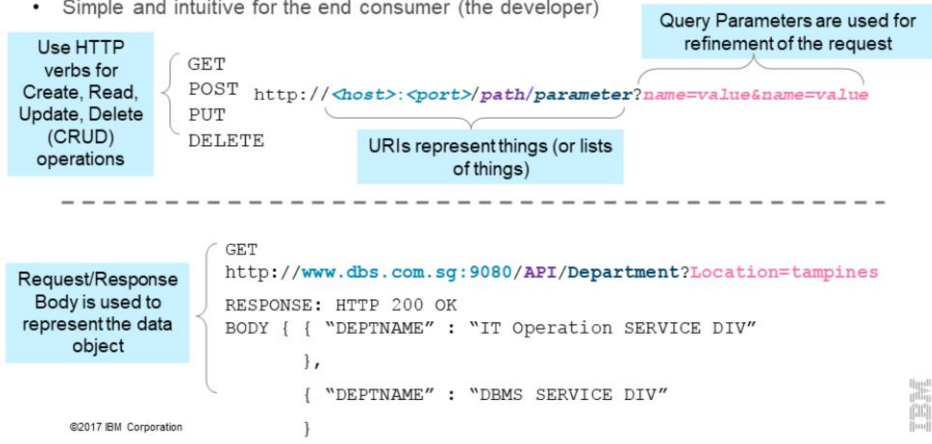 • Simple and intuitive for the end consumer (the developer)
Query Parameters are used for
refinement of the request
Use HTTP
verbs for
Create, Read,
Update, Delete
(CRUD)
operations
GET
POST
PUT
DELETE
http://<host>:<port>/path/parameter?name=value&name=value
URIs represent things (or lists
of things)
Request/Response
Body is used to
represent the data
object
GET
http://www.dbs.com.sg:9080/API/Department?Location=tampines
RESPONSE: HTTP 200 OK
BODY { { “DEPTNAME” : “IT Operation SERVICE DIV”
},
{ “DEPTNAME” : “DBMS SERVICE DIV”
}
©2017 IBM Corporation
IBM